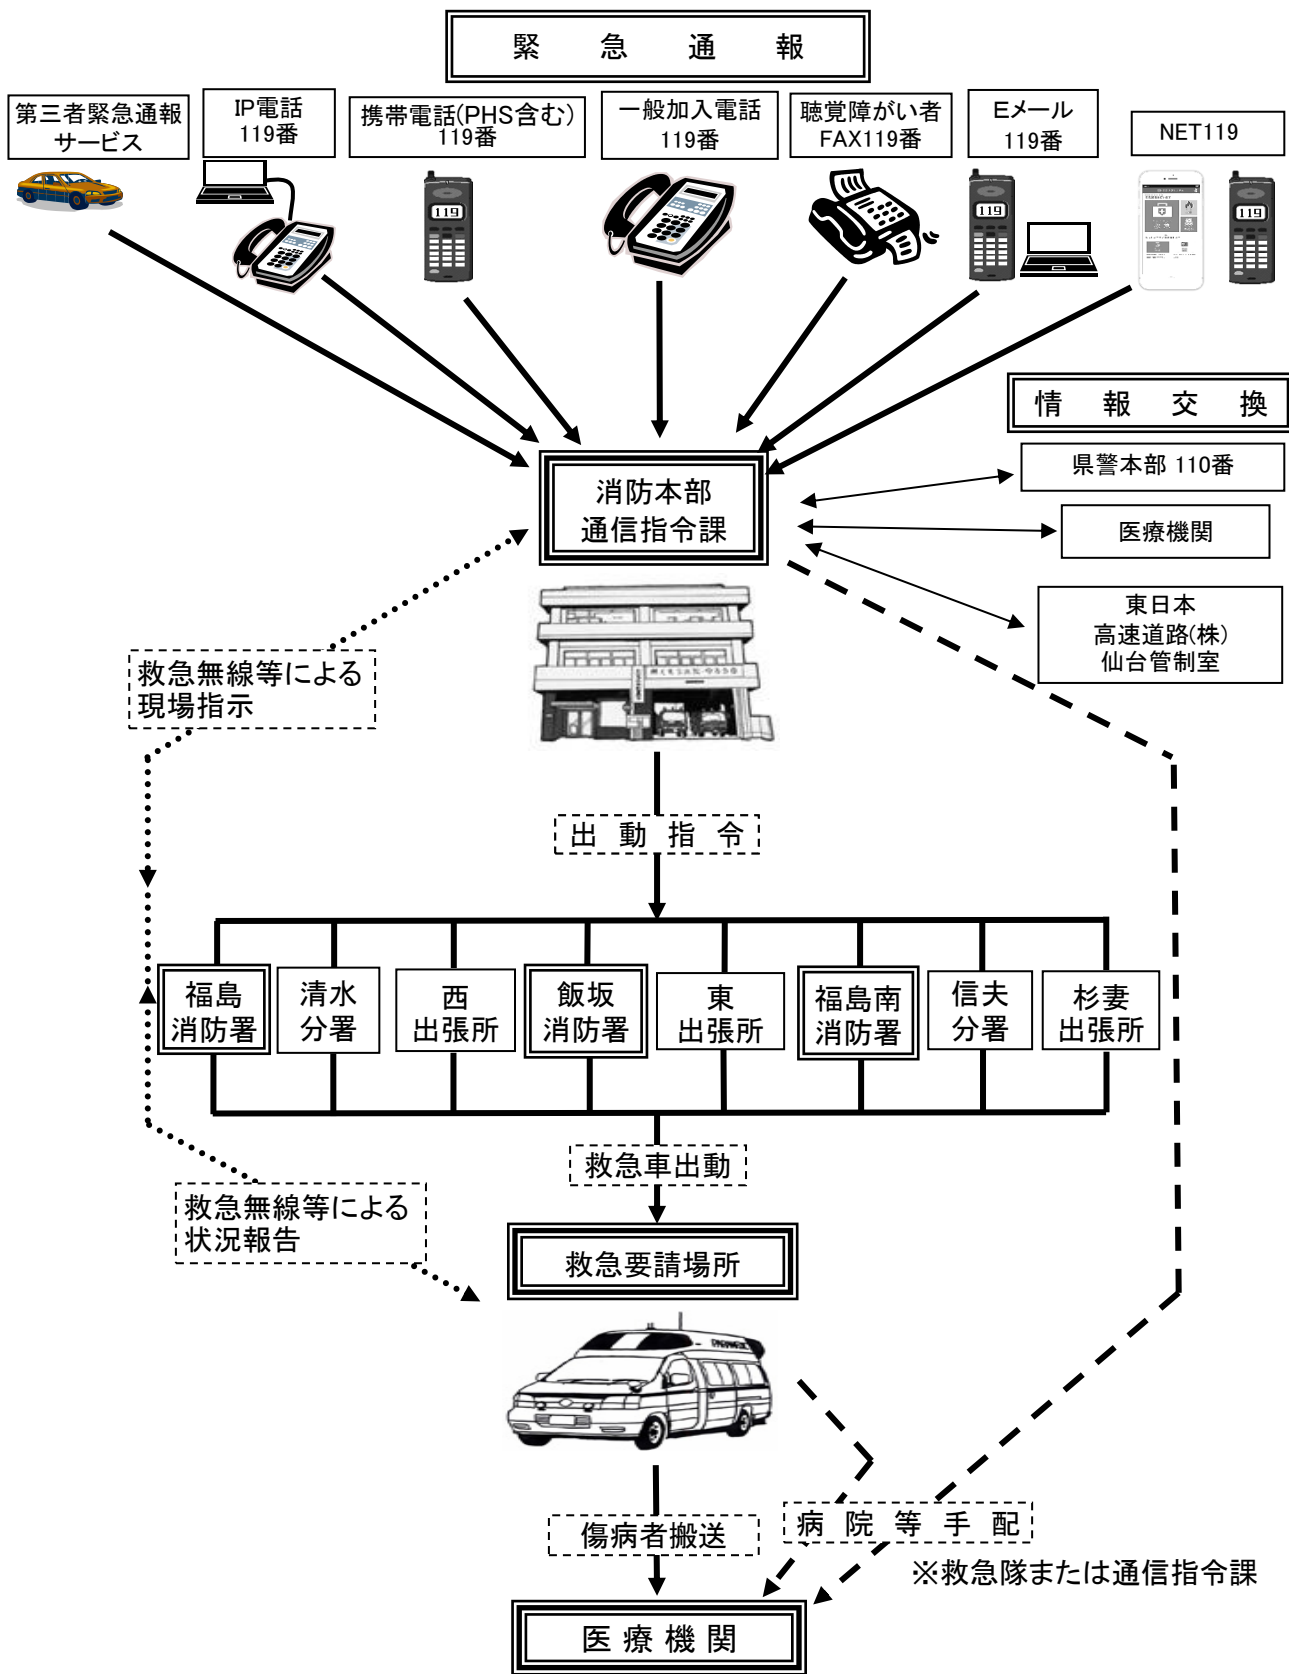 緊急通報
第三者緊急通報
サービス
IP電話
119番
携帯電話(PHS含む)
119番
一般加入電話
119番
聴覚障がい者
FAX119番
Eメール
119番
NET119
119
119
119
情報交換
県警本部 110番
消防本部
通信指令課
医療機関
東日本
高速道路(株)
仙台管制室
救急無線等による
現場指示
出動指令
福島
消防署
清水
分署
西
出張所
飯坂
消防署
東
出張所
福島南
消防署
信夫
分署
杉妻
出張所
救急車出動
救急無線等による
状況報告
救急要請場所
傷病者搬送
病院等手配
※救急隊または通信指令課
医療機関